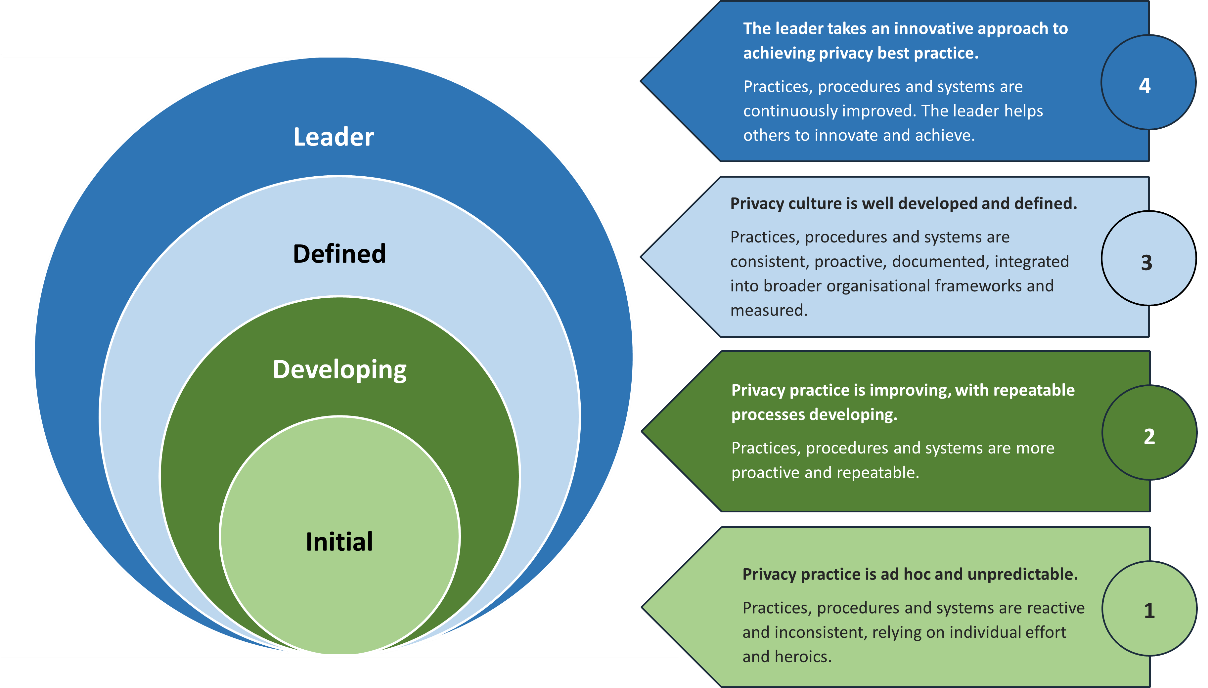 Leader
Defined
Developing
Initial
The leader takes an innovative approach to
achieving privacy best practice.
Practices, procedures and systems are
continuously improved. The leader helps
others to innovate and achieve.
4
Privacy culture is well developed and defined.
Practices, procedures and systems are
consistent, proactive, documented, integrated
into broader organisational frameworks and
measured.
3
Privacy practice is improving, with repeatable
processes developing.
Practices, procedures and systems are more
proactive and repeatable.
2
Privacy practice is ad hoc and unpredictable.
Practices, procedures and systems are reactive
and inconsistent, relying on individual effort
and heroics.
1